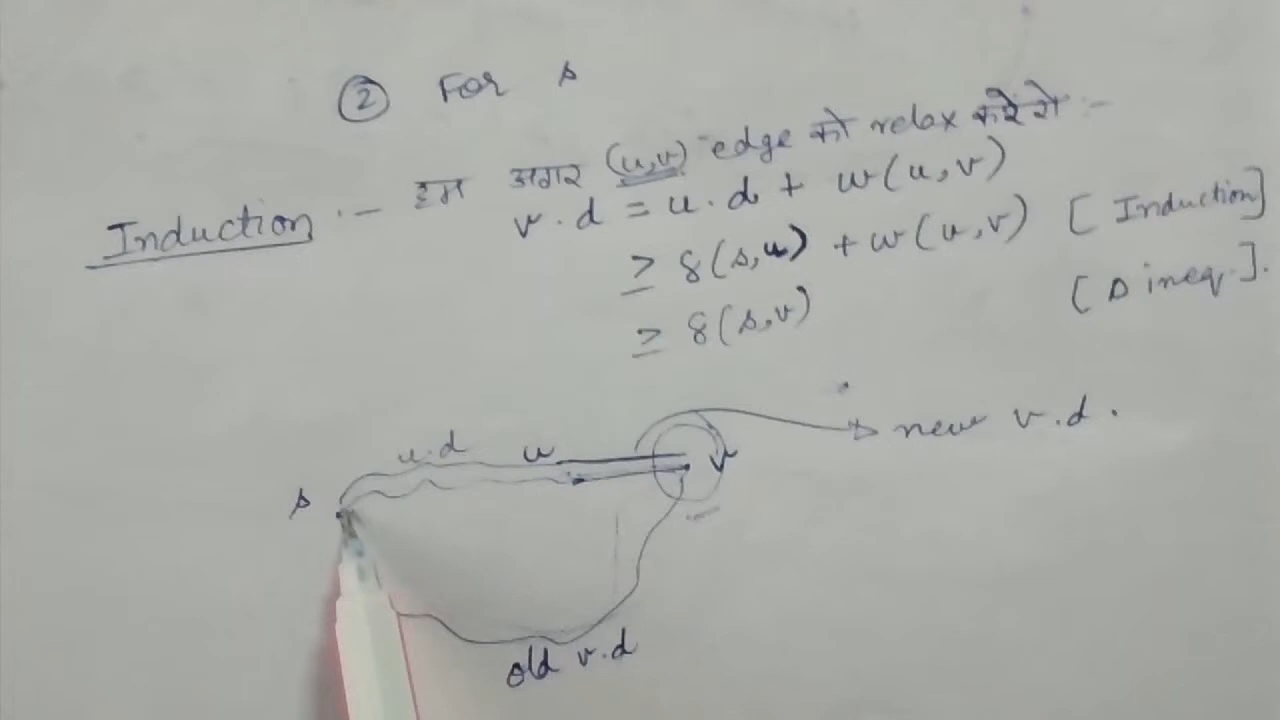 ② For s
Induction :- हम अगर (u,v) edge को relax करेंगे :-
v.d = u.d + w(u,v)
≥ δ(s,u) + w(u,v) [Induction]
≥ δ(s,v) [Δ ineq.].
u.d u v → new v.d.
s
old v.d